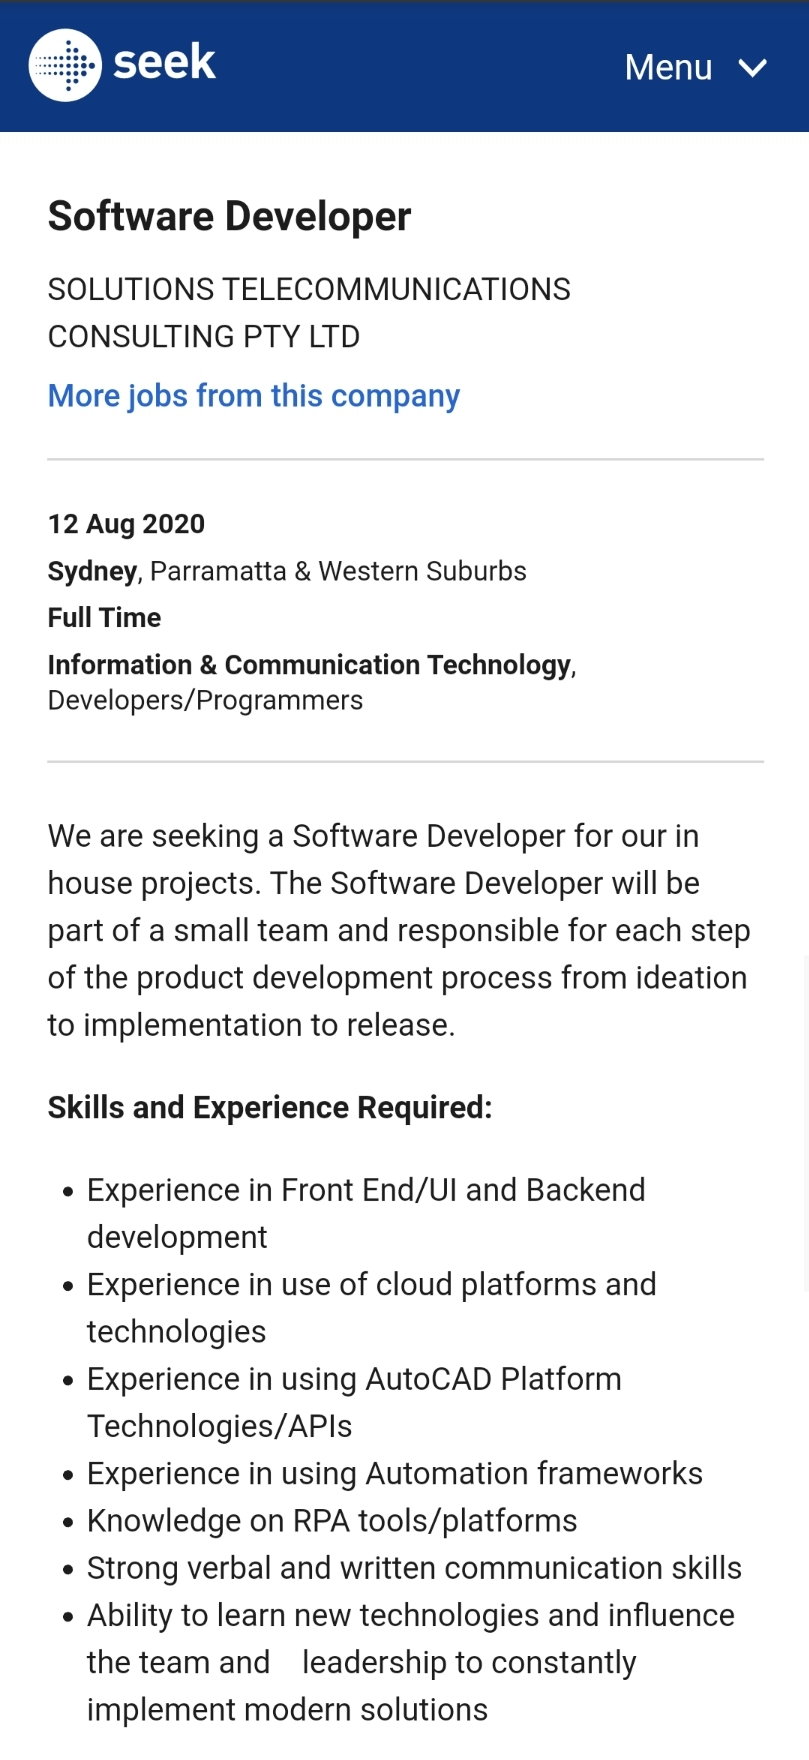 seek
Menu
Software Developer
SOLUTIONS TELECOMMUNICATIONS
CONSULTING PTY LTD
More jobs from this company
12 Aug 2020
Sydney, Parramatta & Western Suburbs
Full Time
Information & Communication Technology,
Developers/Programmers
We are seeking a Software Developer for our in
house projects. The Software Developer will be
part of a small team and responsible for each step
of the product development process from ideation
to implementation to release.
Skills and Experience Required:
• Experience in Front End/UI and Backend
development
• Experience in use of cloud platforms and
technologies
• Experience in using AutoCAD Platform
Technologies/APIs
• Experience in using Automation frameworks
• Knowledge on RPA tools/platforms
• Strong verbal and written communication skills
• Ability to learn new technologies and influence
the team and    leadership to constantly
implement modern solutions